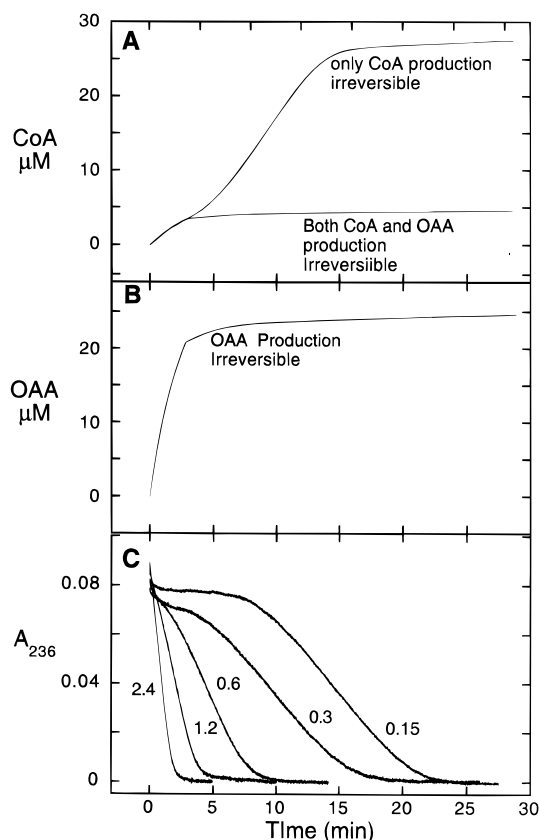 A
30
20
10
0
CoA
μM
only CoA production
irreversible
Both CoA and OAA
production
Irreversiible
B
20
10
0
OAA
μM
OAA Production
Irreversible
C
0.08
0.04
0
A236
2.4
1.2
0.6
0.3
0.15
0 5 10 15 20 25 30
TIme (min)